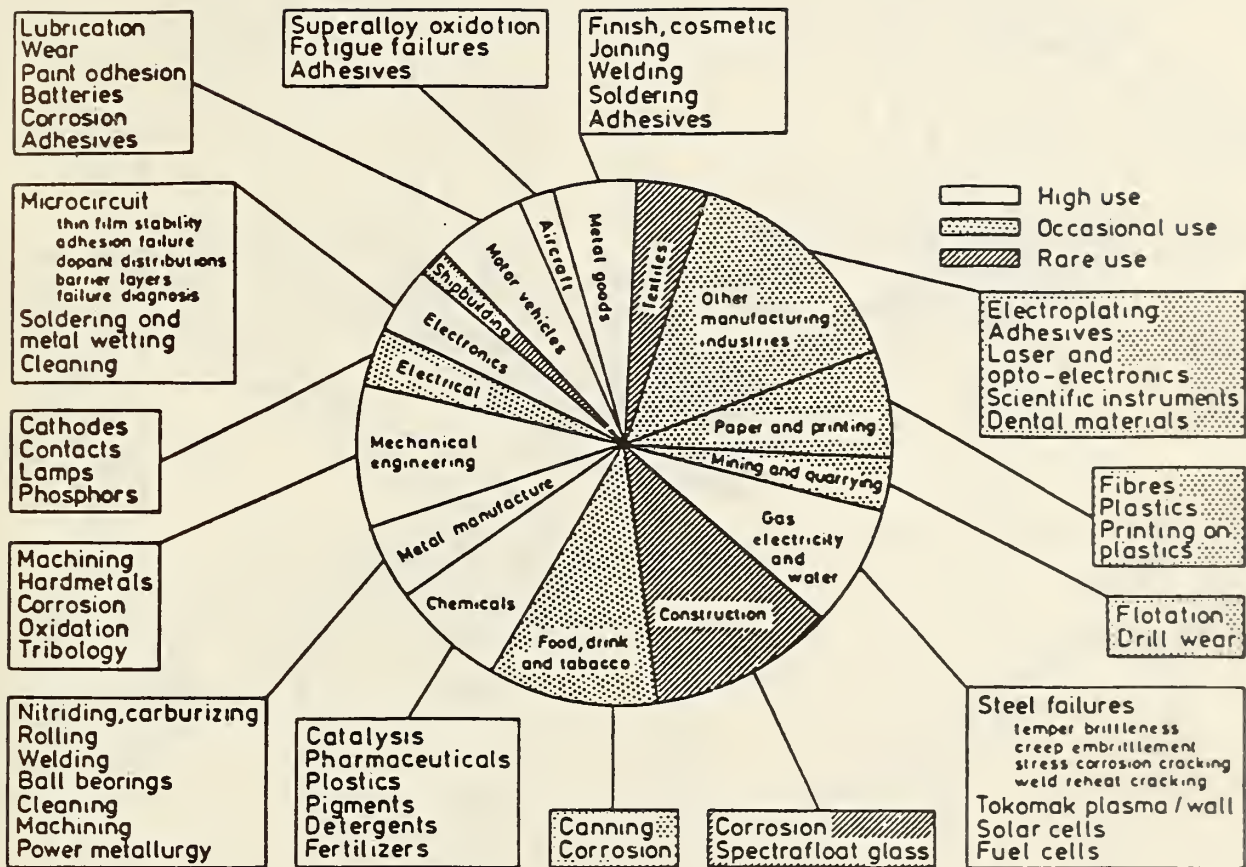 Lubrication
Wear
Paint adhesion
Batteries
Corrosion
Adhesives
Superalloy oxidation
Fatigue failures
Adhesives
Finish, cosmetic
Joining
Welding
Soldering
Adhesives
High use
Occasional use
Rare use
Microcircuit
thin film stability
adhesion failure
dopant distributions
barrier layers
failure diagnosis
Soldering and
metal wetting
Cleaning
Cathodes
Contacts
Lamps
Phosphors
Machining
Hardmetals
Corrosion
Oxidation
Tribology
Nitriding, carburizing
Rolling
Welding
Ball bearings
Cleaning
Machining
Power metallurgy
Catalysis
Pharmaceuticals
Plastics
Pigments
Detergents
Fertilizers
Canning
Corrosion
Corrosion
Spectrafloat glass
Steel failures
temper brittleness
creep embrittlement
stress corrosion cracking
weld reheat cracking
Tokomak plasma / wall
Solar cells
Fuel cells
Flotation
Drill wear
Fibres
Plastics
Printing on
plastics
Electroplating
Adhesives
Laser and
opto-electronics
Scientific instruments
Dental materials
Metal goods
Textiles
Other
manufacturing
industries
Paper and printing
Mining and quarrying
Gas
electricity
and
water
Construction
Food, drink
and tobacco
Chemicals
Metal manufacture
Mechanical
engineering
Electrical
Electronics
Shipbuilding
Motor vehicles
Aircraft